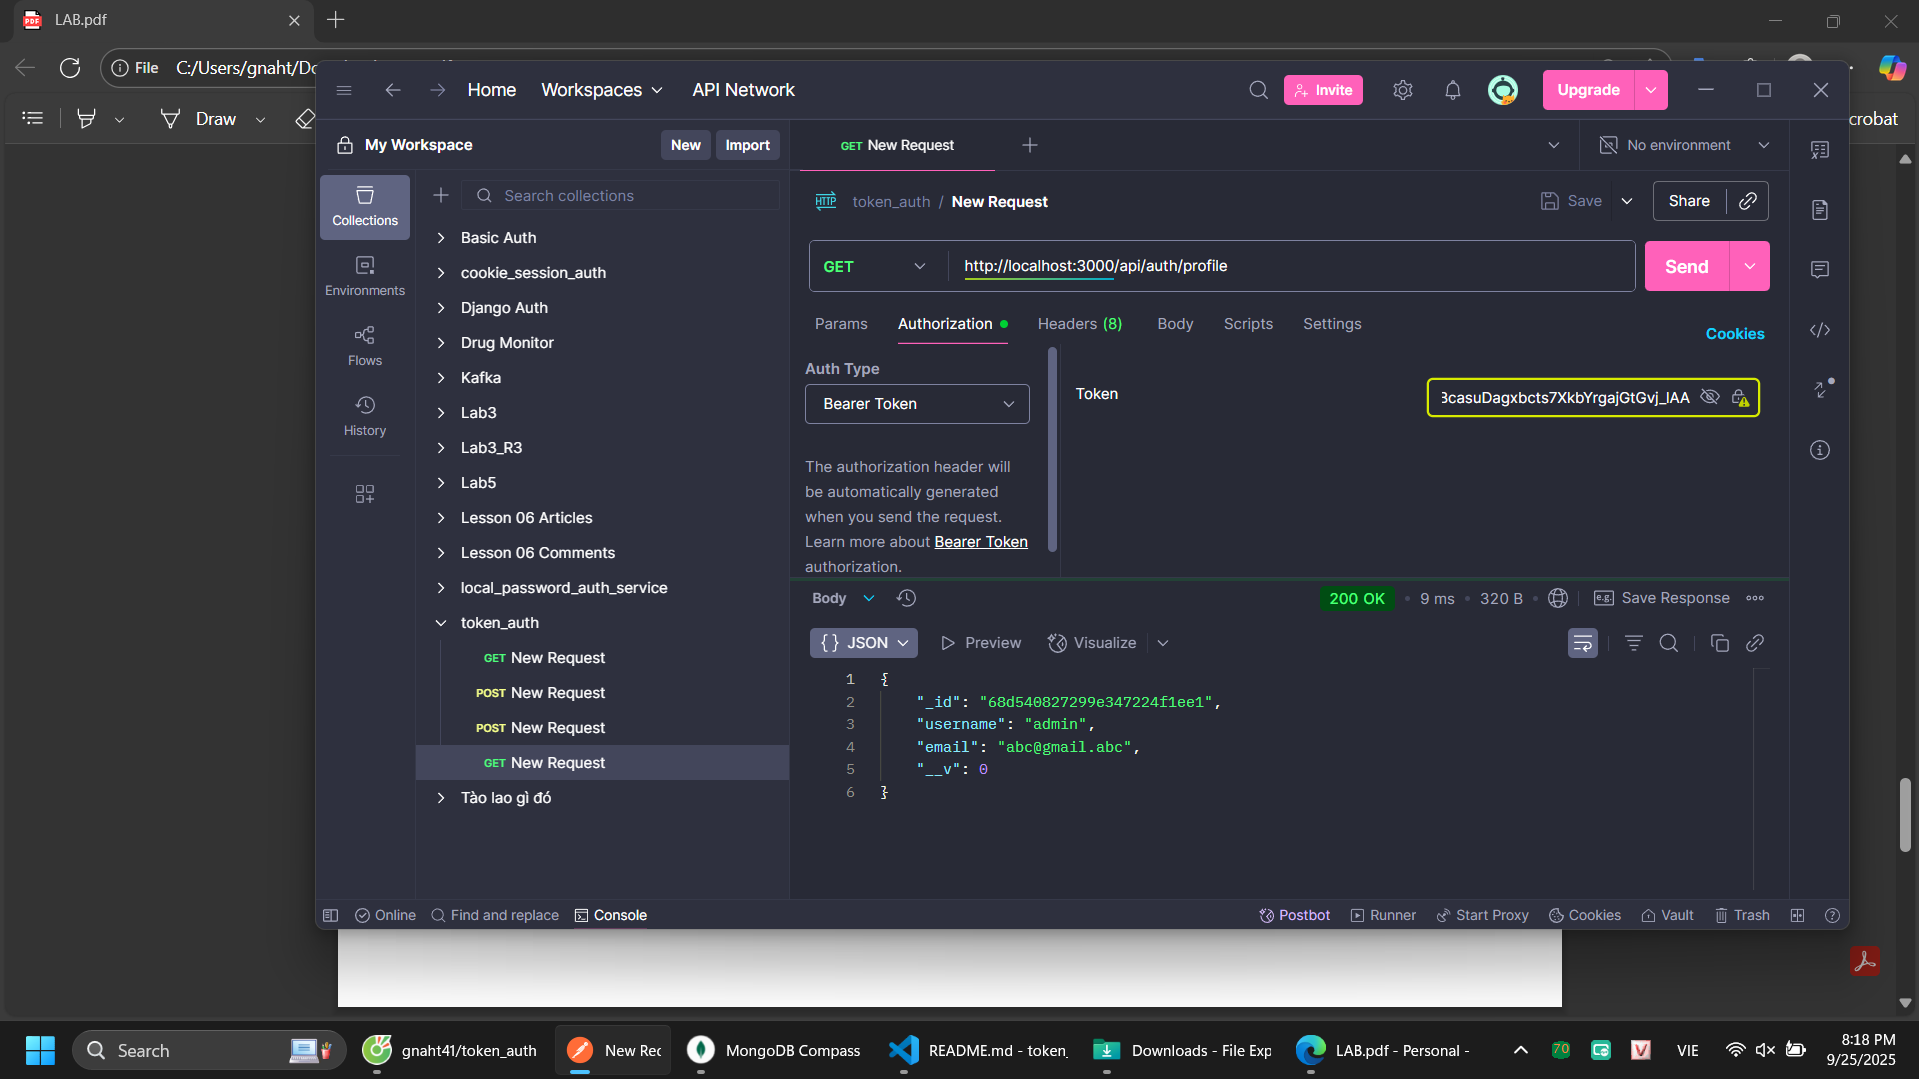 LAB.pdf
File C:/Users/gnaht/Do
Draw
crobat
Home Workspaces API Network
Invite
Upgrade
My Workspace New Import
GET New Request
No environment
Collections
Environments
Flows
History
Search collections
Basic Auth
cookie_session_auth
Django Auth
Drug Monitor
Kafka
Lab3
Lab3_R3
Lab5
Lesson 06 Articles
Lesson 06 Comments
local_password_auth_service
token_auth
GET New Request
POST New Request
POST New Request
GET New Request
Tào lao gì đó
HTTP token_auth / New Request
Save Share
GET http://localhost:3000/api/auth/profile
Send
Params Authorization Headers (8) Body Scripts Settings
Cookies
Auth Type
Bearer Token
The authorization header will
be automatically generated
when you send the request.
Learn more about Bearer Token
authorization.
Token
3casuDagxbcts7XkbYrgajGtGvj_lAA
Body 200 OK • 9 ms • 320 B e.g. Save Response
{} JSON Preview Visualize
1 {
2 "_id": "68d540827299e347224f1ee1",
3 "username": "admin",
4 "email": "abc@gmail.abc",
5 "__v": 0
6 }
Online Find and replace Console
Postbot Runner Start Proxy Cookies Vault Trash
Search
gnaht41/token_auth
New Rec
MongoDB Compass
README.md - token_
Downloads - File Exp
LAB.pdf - Personal -
70
VIE
8:18 PM
9/25/2025